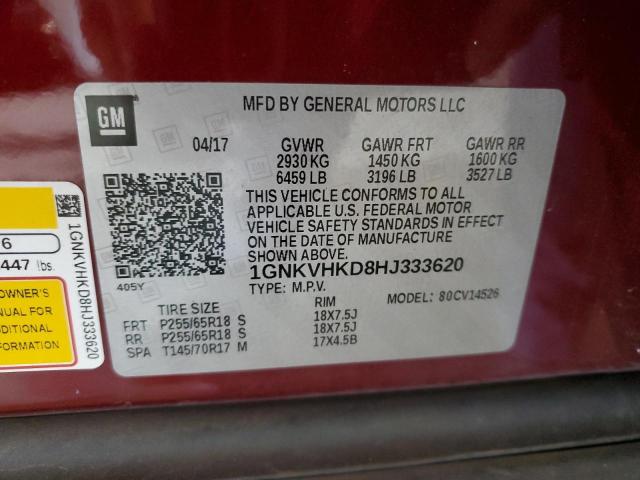 GM
MFD BY GENERAL MOTORS LLC
04/17 GVWR GAWR FRT GAWR RR
2930 KG 1450 KG 1600 KG
6459 LB 3196 LB 3527 LB
THIS VEHICLE CONFORMS TO ALL
APPLICABLE U.S. FEDERAL MOTOR
VEHICLE SAFETY STANDARDS IN EFFECT
ON THE DATE OF MANUFACTURE
SHOWN ABOVE.
1GNKVHKD8HJ333620
TYPE: M.P.V.
MODEL: 80CV14526
405Y
TIRE SIZE RIM
FRT P255/65R18 S 18X7.5J
RR P255/65R18 S 18X7.5J
SPA T145/70R17 M 17X4.5B
6
447 lbs.
OWNER'S
NUAL FOR
DDITIONAL
FORMATION
1GNKVHKD8HJ333620